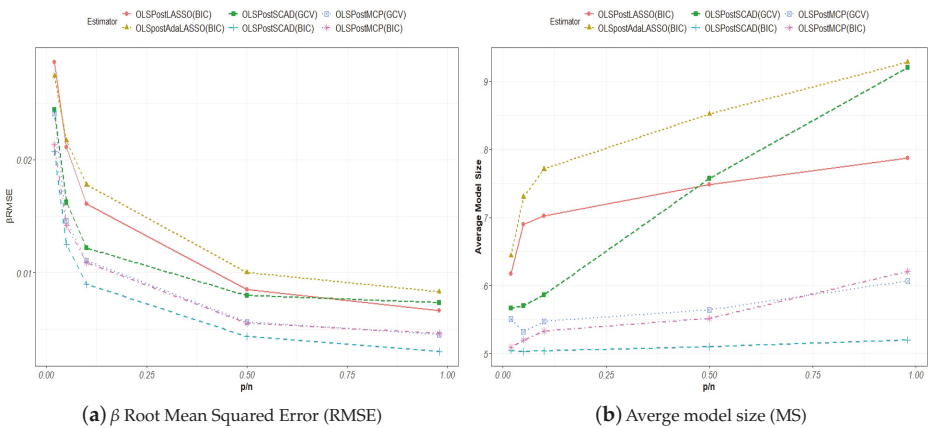 Estimator OLSPostLASSO(BIC) OLSPostSCAD(GCV) OLSPostMCP(GCV)
OLSpostAdaLASSO(BIC) OLSPostSCAD(BIC) OLSPostMCP(BIC)
βRMSE
0.02
0.01
0.00 0.25 0.50 0.75 1.00
p/n
(a) β Root Mean Squared Error (RMSE)
Estimator OLSPostLASSO(BIC) OLSPostSCAD(GCV) OLSPostMCP(GCV)
OLSpostAdaLASSO(BIC) OLSPostSCAD(BIC) OLSPostMCP(BIC)
Average Model Size
9
8
7
6
5
0.00 0.25 0.50 0.75 1.00
p/n
(b) Averge model size (MS)